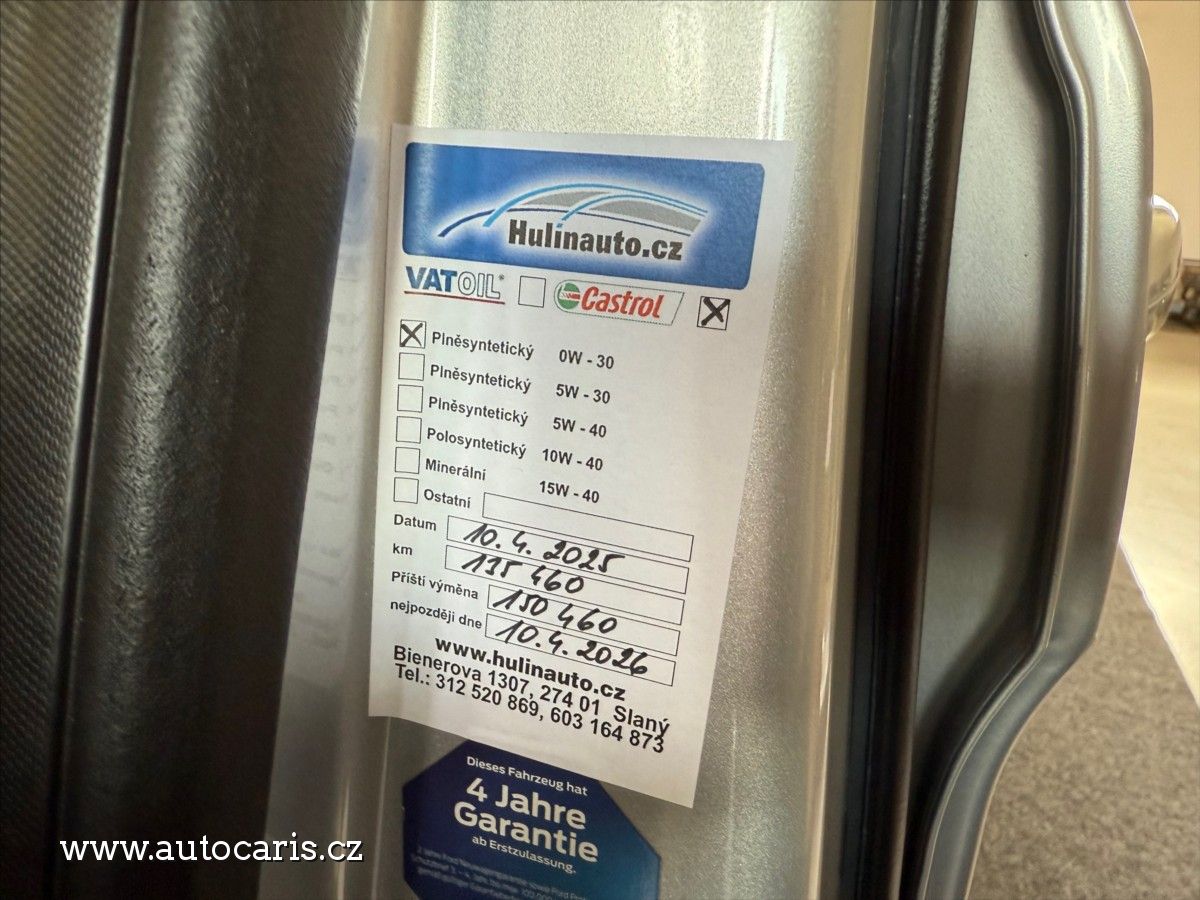 Hulinauto.cz
VATOIL Castrol
Plněsyntetický 0W - 30
Plněsyntetický 5W - 30
Plněsyntetický 5W - 40
Polosyntetický 10W - 40
Minerální 15W - 40
Ostatní
Datum 10. 4. 2025
km 135 460
Příští výměna 150 460
nejpozději dne 10. 4. 2026
www.hulinauto.cz
Bienerova 1307, 274 01 Slaný
Tel.: 312 520 869, 603 164 873
Dieses Fahrzeug hat
4 Jahre
Garantie
ab Erstzulassung.
www.autocaris.cz